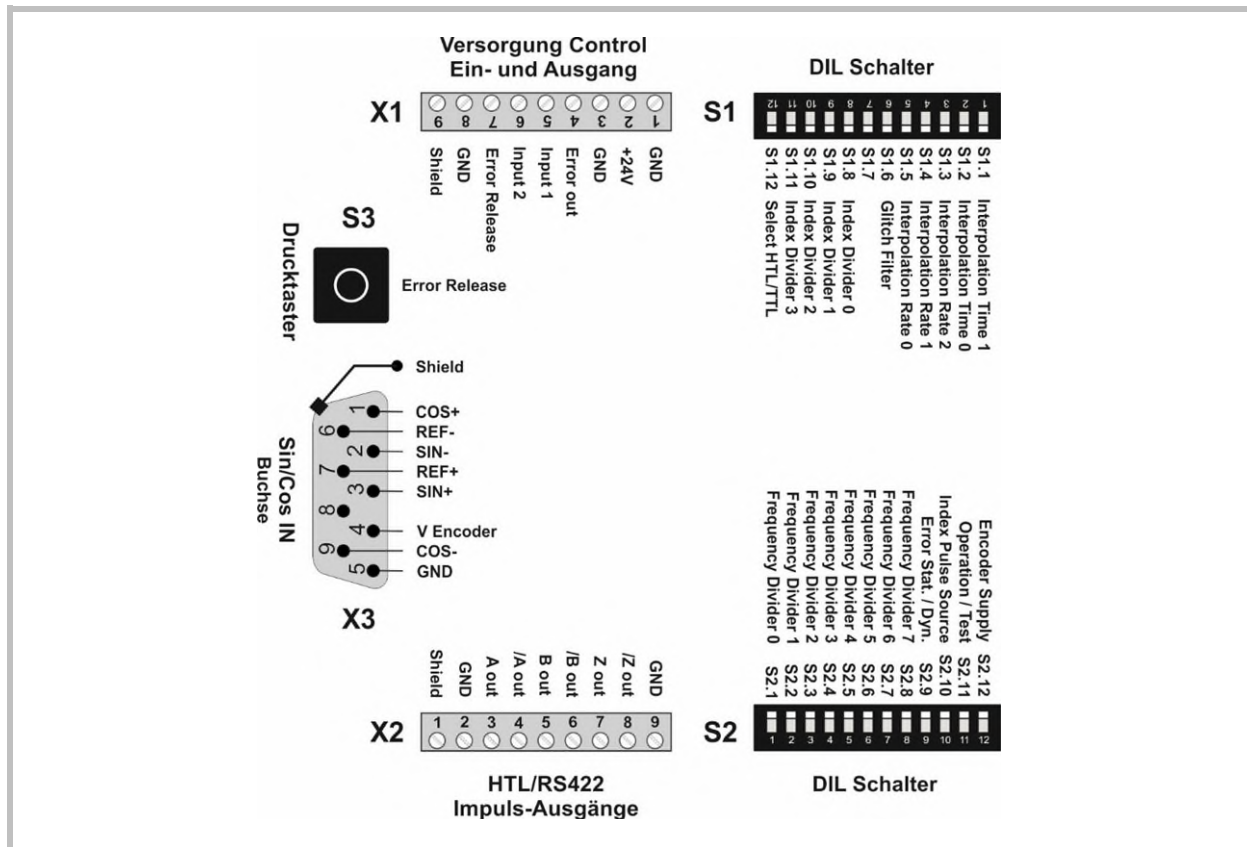 Versorgung Control
Ein- und Ausgang
X1
9 8 7 6 5 4 3 2 1
Shield
GND
Error Release
Input 2
Input 1
Error out
GND
+24V
GND
DIL Schalter
S1
12 11 10 9 8 7 6 5 4 3 2 1
S1.12 Select HTL/TTL
S1.11 Index Divider 3
S1.10 Index Divider 2
S1.9 Index Divider 1
S1.8 Index Divider 0
S1.7
S1.6 Glitch Filter
S1.5 Interpolation Rate 0
S1.4 Interpolation Rate 1
S1.3 Interpolation Rate 2
S1.2 Interpolation Time 0
S1.1 Interpolation Time 1
S3
Drucktaster
Error Release
Shield
Sin/Cos IN
Buchse
1 COS+
6 REF-
2 SIN-
7 REF+
3 SIN+
8
4 V Encoder
9 COS-
5 GND
X3
Shield
GND
A out
/A out
B out
/B out
Z out
/Z out
GND
X2
1 2 3 4 5 6 7 8 9
HTL/RS422
Impuls-Ausgänge
Frequency Divider 0 S2.1
Frequency Divider 1 S2.2
Frequency Divider 2 S2.3
Frequency Divider 3 S2.4
Frequency Divider 4 S2.5
Frequency Divider 5 S2.6
Frequency Divider 6 S2.7
Frequency Divider 7 S2.8
Error Stat. / Dyn. S2.9
Index Pulse Source S2.10
Operation / Test S2.11
Encoder Supply S2.12
S2
1 2 3 4 5 6 7 8 9 10 11 12
DIL Schalter